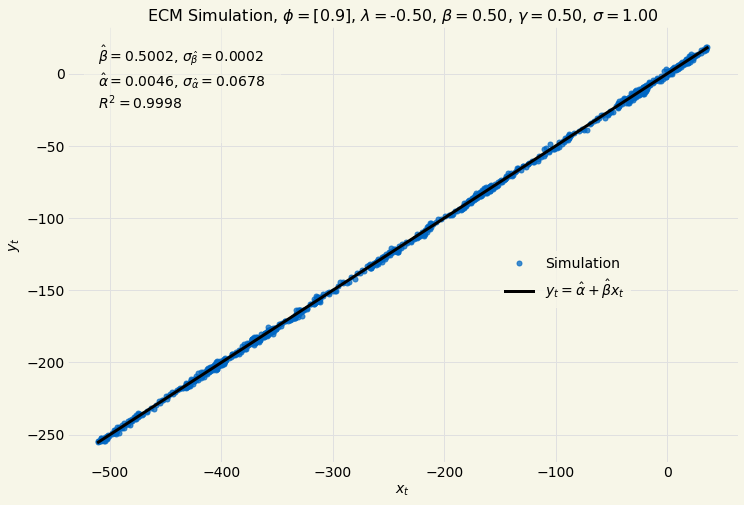 ECM Simulation, ϕ = [0.9], λ = -0.50, β = 0.50, γ = 0.50, σ = 1.00
β̂ = 0.5002, σ_β̂ = 0.0002
α̂ = 0.0046, σ_α̂ = 0.0678
R² = 0.9998
0
−50
−100
−150
−200
−250
y_t
Simulation
y_t = α̂ + β̂x_t
−500 −400 −300 −200 −100 0
x_t